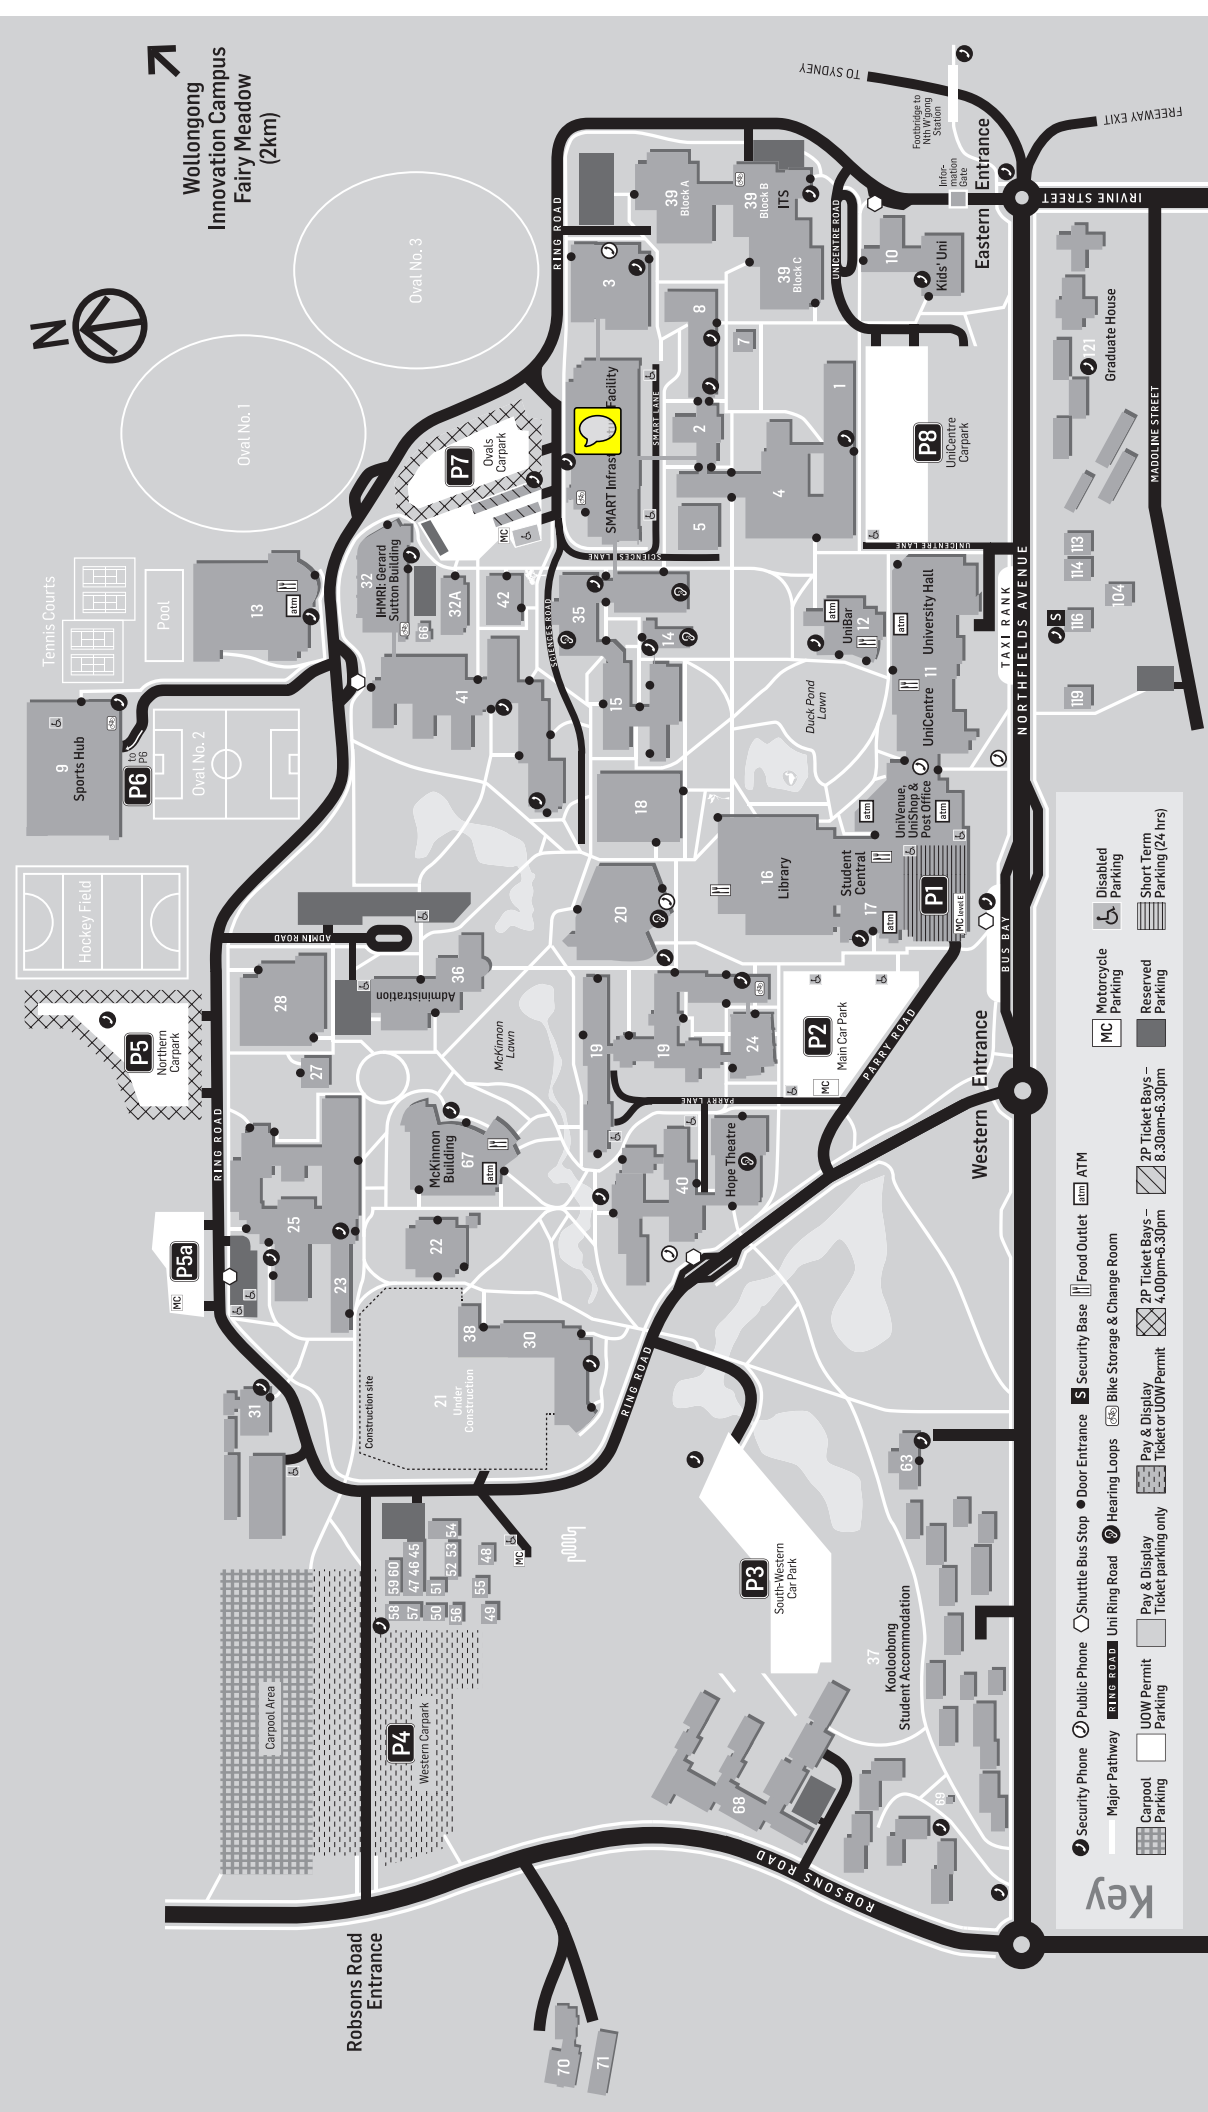 Wollongong
Innovation Campus
Fairy Meadow
(2km)
N
TO SYDNEY
FREEWAY EXIT
Footbridge to
Nth W'gong
Station
Infor-
mation
Gate
Eastern Entrance
IRVINE STREET
MADOLINE STREET
Graduate House
121
RING ROAD
39
Block A
39
Block B
ITS
39
Block C
UNICENTRE ROAD
10
Kids' Uni
Oval No. 3
Oval No. 1
3
8
7
1
2
4
5
SMART Infrastructure Facility
SMART LANE
SCIENCES LANE
P8
UniCentre
Carpark
UNICENTRE LANE
P7
Ovals
Carpark
MC
Tennis Courts
Pool
13
atm
32
IHMRI: Gerard
Sutton Building
66
32A
42
41
SCIENCES ROAD
35
14
15
18
UniBar
12
atm
atm
University Hall
11
UniCentre
TAXI RANK
NORTHFIELDS AVENUE
113
114
104
116
S
119
Duck Pond
Lawn
9
Sports Hub
P6
to
P6
Oval No. 2
Hockey Field
ADMIN ROAD
UniVenue,
UniShop &
Post Office
atm
atm
16
Library
Student
Central
17
atm
P1
MC level E
BUS BAY
20
36
Administration
28
27
P5
Northern
Carpark
McKinnon
Lawn
19
19
24
P2
Main Car Park
MC
PARRY ROAD
PARRY LANE
Western Entrance
RING ROAD
McKinnon
Building
67
atm
40
Hope Theatre
22
25
23
P5a
MC
31
38
30
21
Under
Construction
Construction site
RING ROAD
59 60
47 46 45
54
52 53
51
48
55
58
57
50
56
49
MC
P3
South-Western
Car Park
63
37
Kooloobong
Student Accommodation
Carpool Area
P4
Western Carpark
68
69
ROBSONS ROAD
Robsons Road
Entrance
70
71
Key
Security Phone
Public Phone
Shuttle Bus Stop
Door Entrance
S Security Base
Food Outlet
atm ATM
Major Pathway
RING ROAD Uni Ring Road
Hearing Loops
Bike Storage & Change Room
Carpool
Parking
UOW Permit
Parking
Pay & Display
Ticket parking only
Pay & Display
Ticket or UOW Permit
2P Ticket Bays –
4.00pm-6.30pm
2P Ticket Bays –
8.30am-6.30pm
MC Motorcycle
Parking
Reserved
Parking
Disabled
Parking
Short Term
Parking (24 hrs)